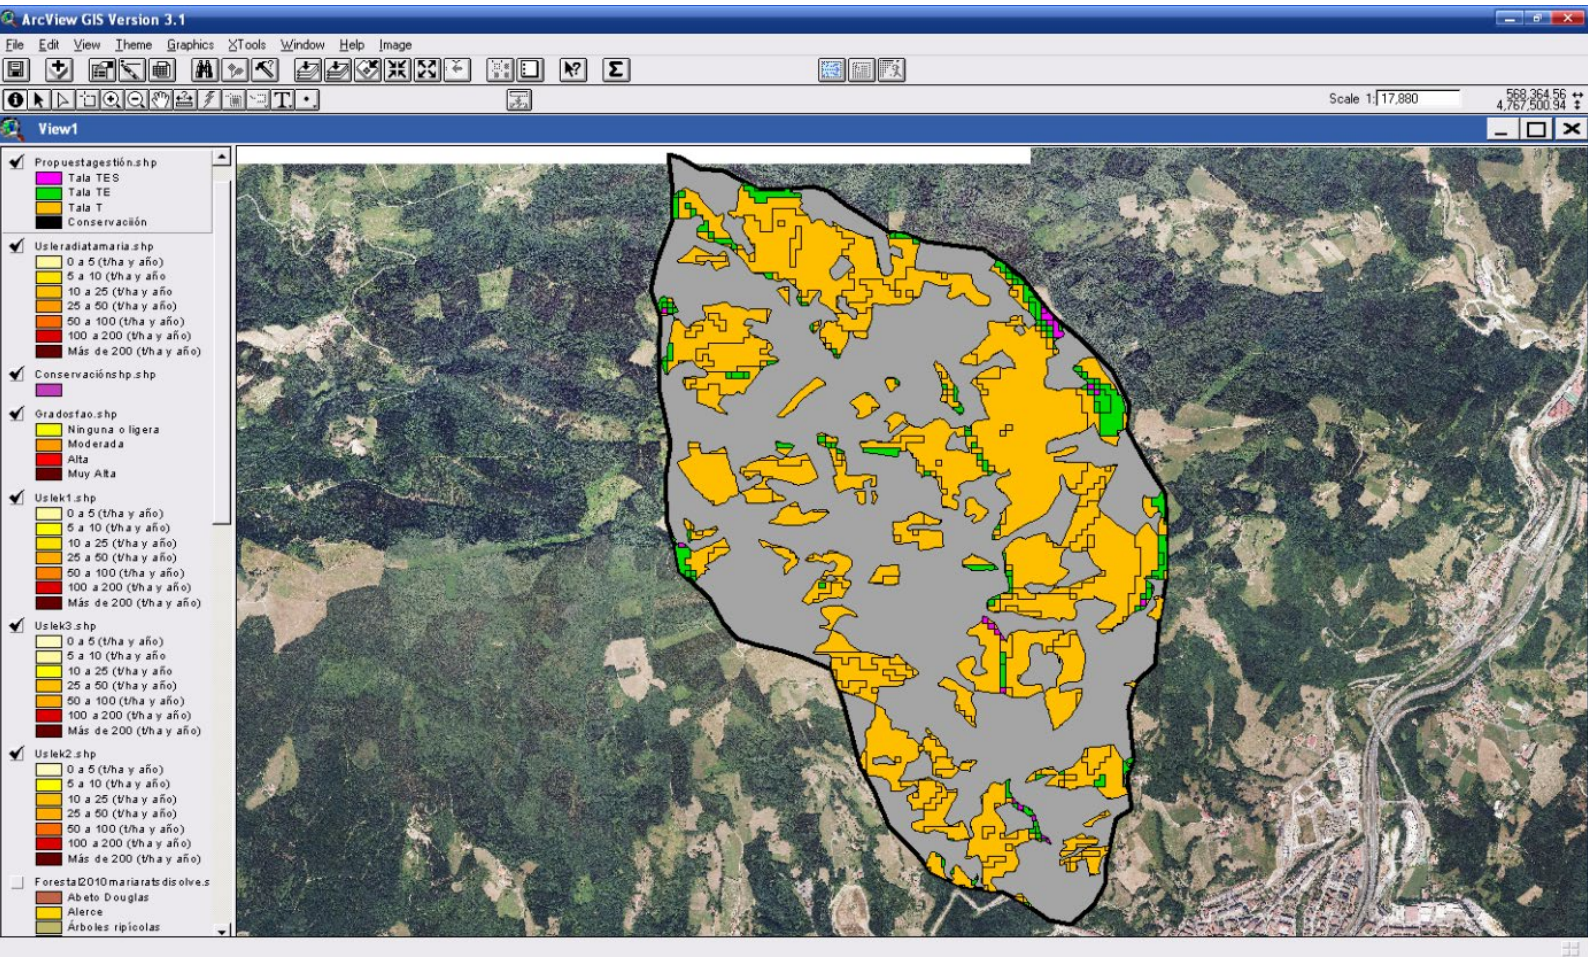 ArcView GIS Version 3.1
File Edit View Theme Graphics XTools Window Help Image
Scale 1: 17,880
568,364.56
4,767,500.94
View1
Propuestagestión.shp
Tala TES
Tala TE
Tala T
Conservaciión
Usleradiatamaria.shp
0 a 5 (t/ha y año)
5 a 10 (t/ha y año
10 a 25 (t/ha y año
25 a 50 (t/ha y año)
50 a 100 (t/ha y año)
100 a 200 (t/ha y año)
Más de 200 (t/ha y año)
Conservaciónshp.shp
Gradosfao.shp
Ninguna o ligera
Moderada
Alta
Muy Alta
Uslek1.shp
0 a 5 (t/ha y año)
5 a 10 (t/ha y año)
10 a 25 (t/ha y año)
25 a 50 (t/ha y año)
50 a 100 (t/ha y año)
100 a 200 (t/ha y año)
Más de 200 (t/ha y año)
Uslek3.shp
0 a 5 (t/ha y año)
5 a 10 (t/ha y año
10 a 25 (t/ha y año)
25 a 50 (t/ha y año)
50 a 100 (t/ha y año)
100 a 200 (t/ha y año)
Más de 200 (t/ha y año)
Uslek2.shp
0 a 5 (t/ha y año)
5 a 10 (t/ha y año)
10 a 25 (t/ha y año)
25 a 50 (t/ha y año)
50 a 100 (t/ha y año)
100 a 200 (t/ha y año)
Más de 200 (t/ha y año)
Forestal2010mariaratsdisolve.s
Abeto Douglas
Alerce
Árboles ripícolas